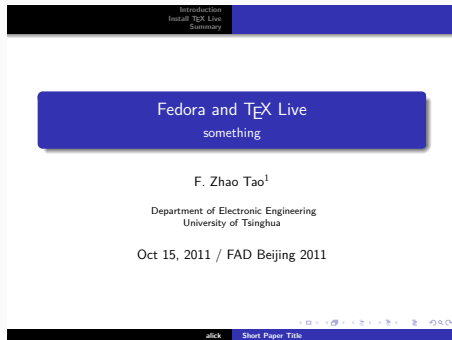 Introduction
Install TEX Live
Summary
Fedora and TEX Live
something
F. Zhao Tao¹
Department of Electronic Engineering
University of Tsinghua
Oct 15, 2011 / FAD Beijing 2011
alick Short Paper Title